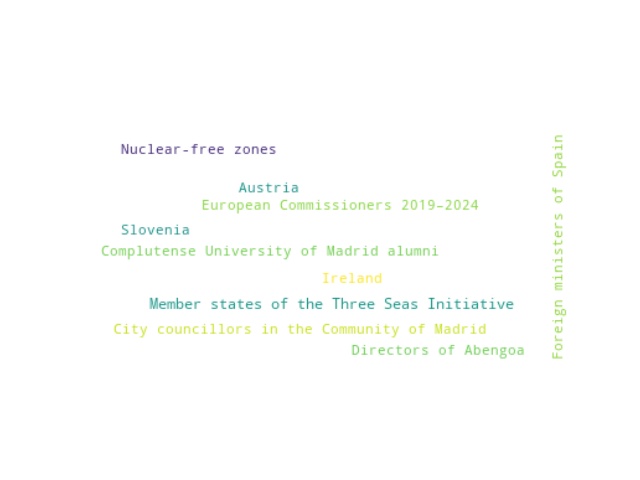 Nuclear-free zones
Austria
European Commissioners 2019–2024
Slovenia
Complutense University of Madrid alumni
Ireland
Member states of the Three Seas Initiative
City councillors in the Community of Madrid
Directors of Abengoa
Foreign ministers of Spain